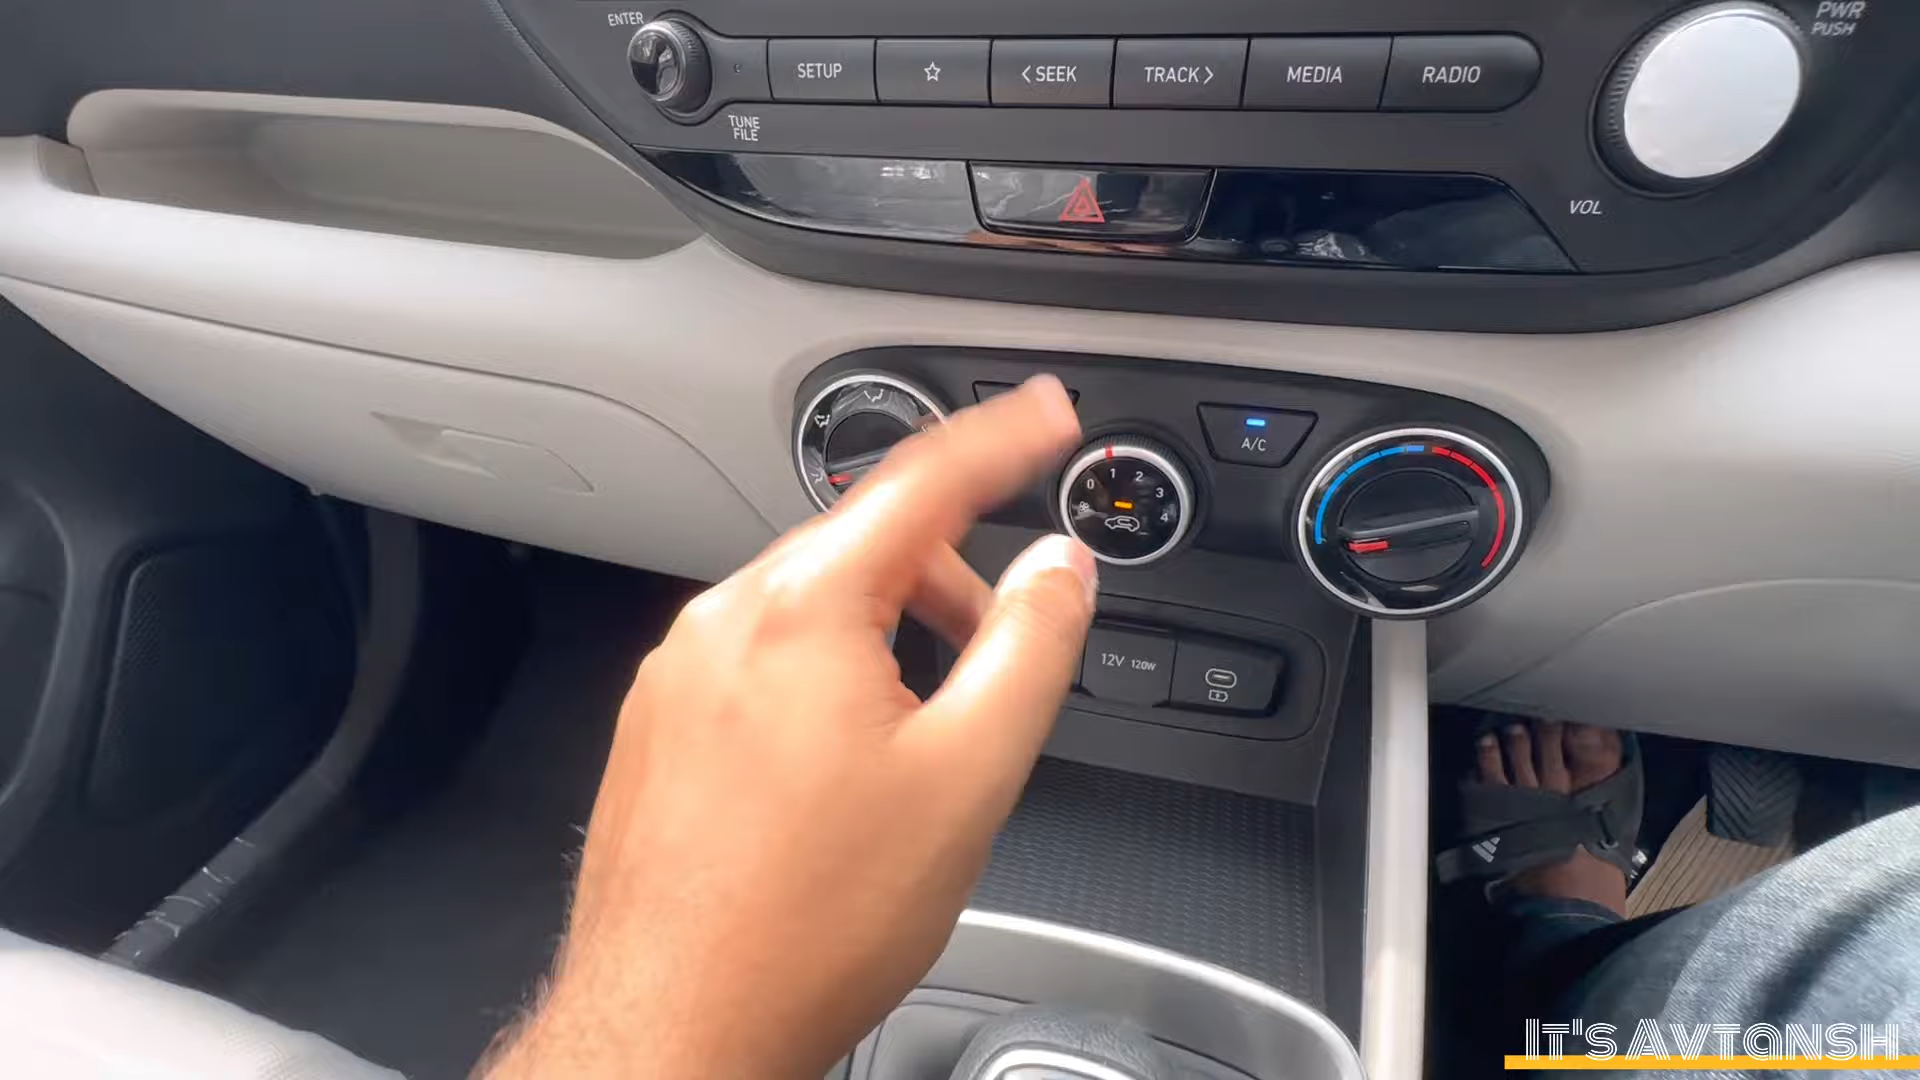 ENTER
PWR
PUSH
SETUP
< SEEK
TRACK >
MEDIA
RADIO
TUNE
FILE
VOL
A/C
0 1 2 3 4
12V 120W
IT'S AVTANSH